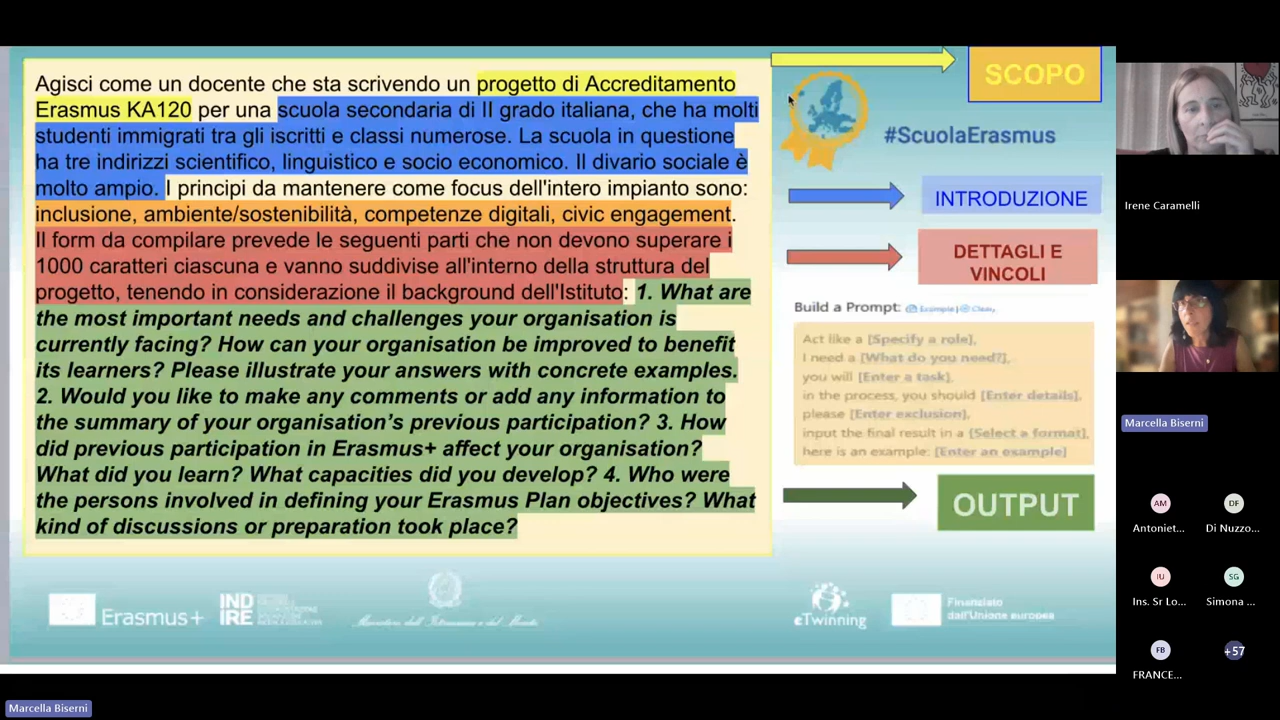 Agisci come un docente che sta scrivendo un progetto di Accreditamento
Erasmus KA120 per una scuola secondaria di II grado italiana, che ha molti
studenti immigrati tra gli iscritti e classi numerose. La scuola in questione
ha tre indirizzi scientifico, linguistico e socio economico. Il divario sociale è
molto ampio. I principi da mantenere come focus dell'intero impianto sono:
inclusione, ambiente/sostenibilità, competenze digitali, civic engagement.
Il form da compilare prevede le seguenti parti che non devono superare i
1000 caratteri ciascuna e vanno suddivise all'interno della struttura del
progetto, tenendo in considerazione il background dell'Istituto: 1. What are
the most important needs and challenges your organisation is
currently facing? How can your organisation be improved to benefit
its learners? Please illustrate your answers with concrete examples.
2. Would you like to make any comments or add any information to
the summary of your organisation's previous participation? 3. How
did previous participation in Erasmus+ affect your organisation?
What did you learn? What capacities did you develop? 4. Who were
the persons involved in defining your Erasmus Plan objectives? What
kind of discussions or preparation took place?
SCOPO
#ScuolaErasmus
INTRODUZIONE
DETTAGLI E
VINCOLI
Build a Prompt: Example | Clear
Act like a [Specify a role],
I need a [What do you need?],
you will [Enter a task],
in the process, you should [Enter details],
please [Enter exclusion],
input the final result in a [Select a format],
here is an example: [Enter an example]
OUTPUT
Erasmus+
INDIRE
eTwinning
Finanziato
dall'Unione europea
Irene Caramelli
Marcella Biserni
AM
Antoniet...
DF
Di Nuzzo...
IU
Ins. Sr Lo...
SG
Simona ...
FB
FRANCE...
+57
Marcella Biserni